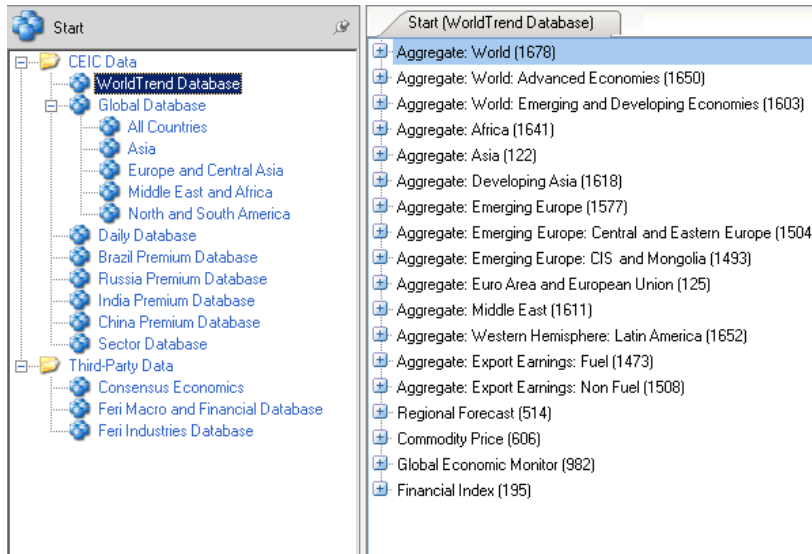 Start
CEIC Data
WorldTrend Database
Global Database
All Countries
Asia
Europe and Central Asia
Middle East and Africa
North and South America
Daily Database
Brazil Premium Database
Russia Premium Database
India Premium Database
China Premium Database
Sector Database
Third-Party Data
Consensus Economics
Feri Macro and Financial Database
Feri Industries Database
Start (WorldTrend Database)
Aggregate: World (1678)
Aggregate: World: Advanced Economies (1650)
Aggregate: World: Emerging and Developing Economies (1603)
Aggregate: Africa (1641)
Aggregate: Asia (122)
Aggregate: Developing Asia (1618)
Aggregate: Emerging Europe (1577)
Aggregate: Emerging Europe: Central and Eastern Europe (1504
Aggregate: Emerging Europe: CIS and Mongolia (1493)
Aggregate: Euro Area and European Union (125)
Aggregate: Middle East (1611)
Aggregate: Western Hemisphere: Latin America (1652)
Aggregate: Export Earnings: Fuel (1473)
Aggregate: Export Earnings: Non Fuel (1508)
Regional Forecast (514)
Commodity Price (606)
Global Economic Monitor (982)
Financial Index (195)